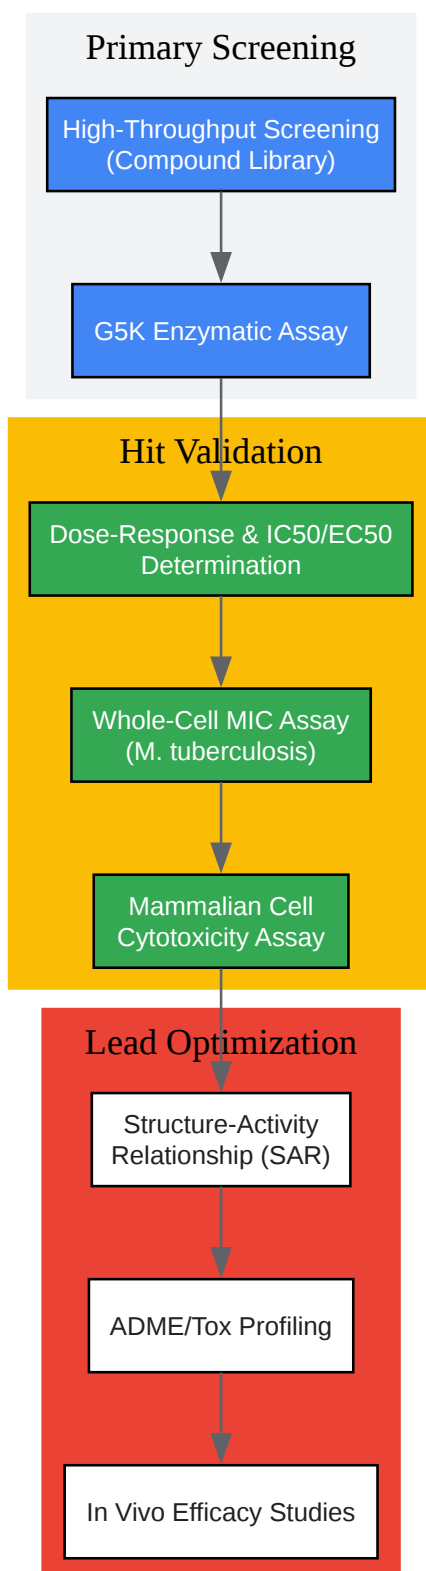 Primary Screening
High-Throughput Screening
(Compound Library)
G5K Enzymatic Assay
Hit Validation
Dose-Response & IC50/EC50
Determination
Whole-Cell MIC Assay
(M. tuberculosis)
Mammalian Cell
Cytotoxicity Assay
Lead Optimization
Structure-Activity
Relationship (SAR)
ADME/Tox Profiling
In Vivo Efficacy Studies